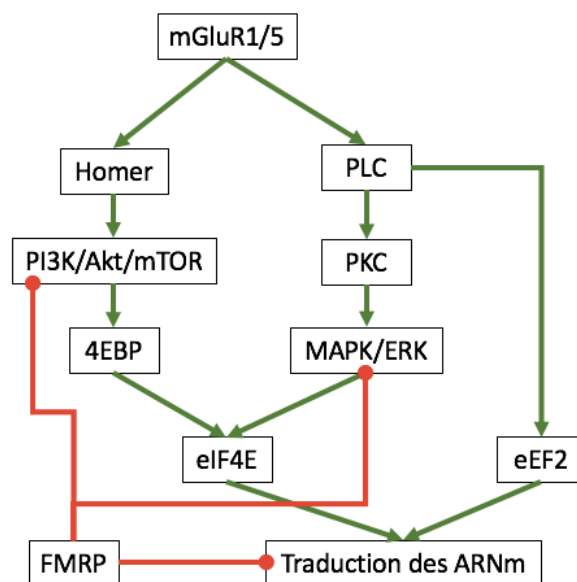 mGluR1/5
Homer
PLC
PI3K/Akt/mTOR
PKC
4EBP
MAPK/ERK
eIF4E
eEF2
FMRP
Traduction des ARNm